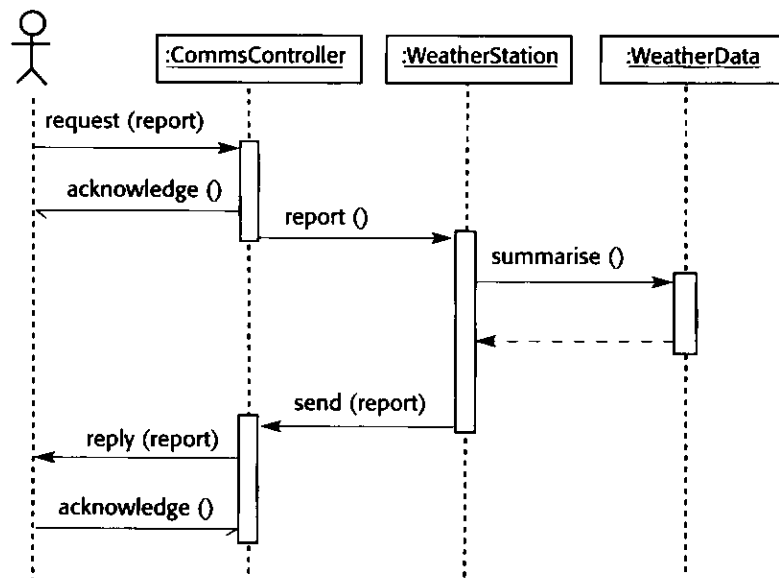 :CommsController
:WeatherStation
:WeatherData
request (report)
acknowledge ()
report ()
summarise ()
send (report)
reply (report)
acknowledge ()